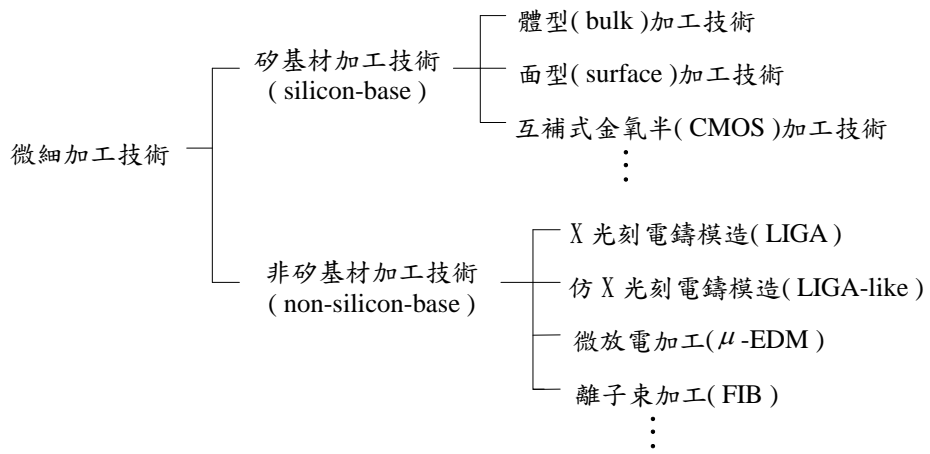 微細加工技術
矽基材加工技術
( silicon-base )
體型( bulk )加工技術
面型( surface )加工技術
互補式金氧半( CMOS )加工技術
⋮
非矽基材加工技術
( non-silicon-base )
X 光刻電鑄模造( LIGA )
仿 X 光刻電鑄模造( LIGA-like )
微放電加工(μ-EDM )
離子束加工( FIB )
⋮